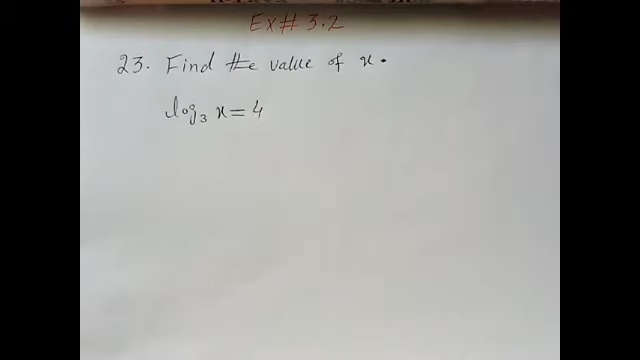 Ex# 3.2
23. Find the value of x.
log₃ x = 4